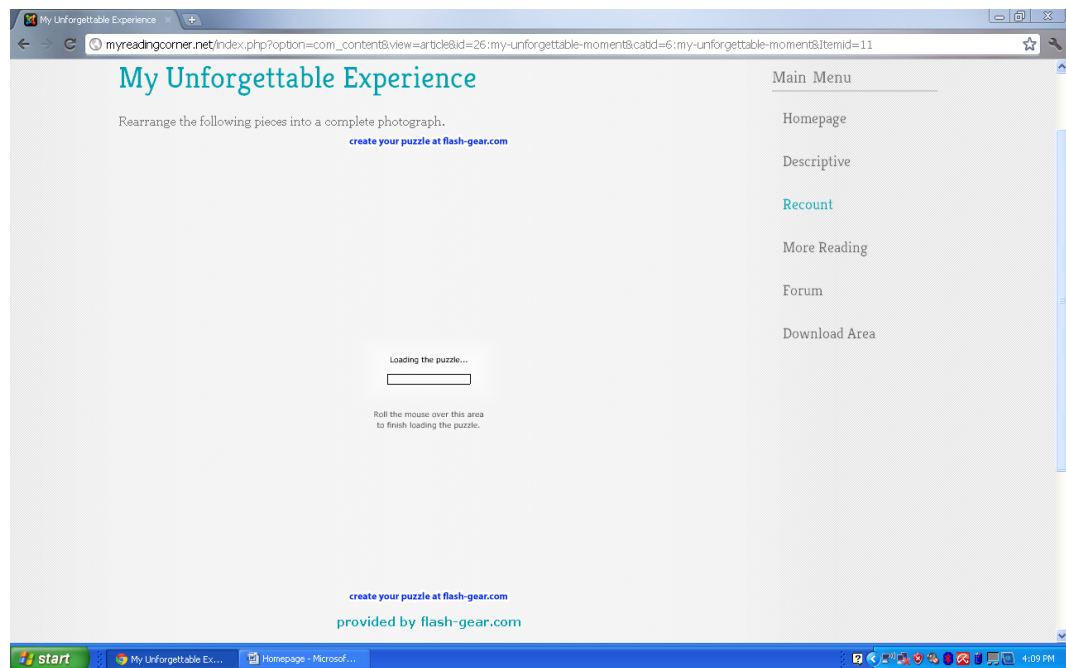 My Unforgettable Experience
myreadingcorner.net/index.php?option=com_content&view=article&id=26:my-unforgettable-moment&catid=6:my-unforgettable-moment&Itemid=11
My Unforgettable Experience
Rearrange the following pieces into a complete photograph.
create your puzzle at flash-gear.com
Loading the puzzle...
Roll the mouse over this area
to finish loading the puzzle.
create your puzzle at flash-gear.com
provided by flash-gear.com
Main Menu
Homepage
Descriptive
Recount
More Reading
Forum
Download Area
start
My Unforgettable Ex...
Homepage - Microsof...
4:09 PM